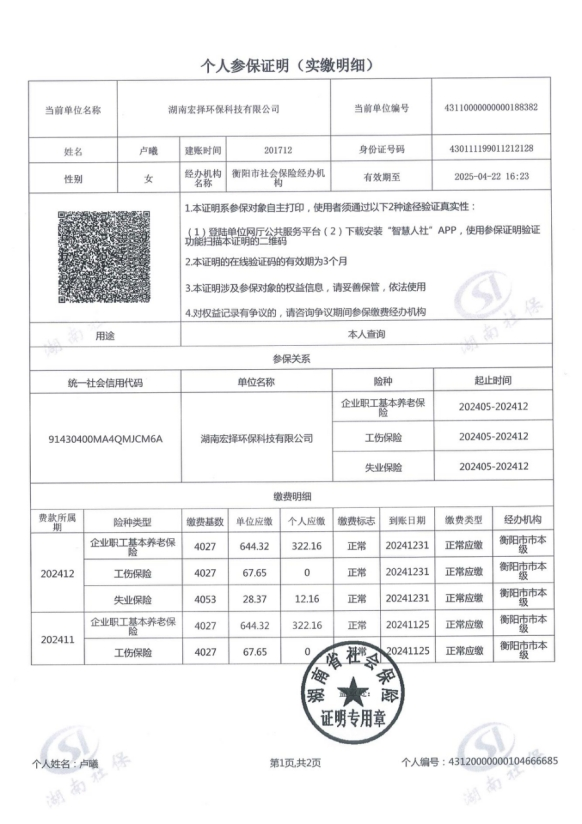 个人参保证明（实缴明细）
当前单位名称 湖南宏择环保科技有限公司 当前单位编号 43110000000000188382
姓名 卢曦 建账时间 201712 身份证号码 430111199011212128
性别 女 经办机构名称 衡阳市社会保险经办机构 有效期至 2025-04-22 16:23
1.本证明系参保对象自主打印，使用者须通过以下2种途径验证真实性：
（1）登陆单位网厅公共服务平台（2）下载安装“智慧人社”APP，使用参保证明验证
功能扫描本证明的二维码
2.本证明的在线验证码的有效期为3个月
3.本证明涉及参保对象的权益信息，请妥善保管，依法使用
4.对权益记录有争议的，请咨询争议期间参保缴费经办机构
用途 本人查询
参保关系
统一社会信用代码 单位名称 险种 起止时间
91430400MA4QMJCM6A 湖南宏择环保科技有限公司 企业职工基本养老保险 202405-202412
工伤保险 202405-202412
失业保险 202405-202412
缴费明细
费款所属期 险种类型 缴费基数 单位应缴 个人应缴 缴费标志 到账日期 缴费类型 经办机构
202412 企业职工基本养老保险 4027 644.32 322.16 正常 20241231 正常应缴 衡阳市市本级
工伤保险 4027 67.65 0 正常 20241231 正常应缴 衡阳市市本级
失业保险 4053 28.37 12.16 正常 20241231 正常应缴 衡阳市市本级
202411 企业职工基本养老保险 4027 644.32 322.16 正常 20241125 正常应缴 衡阳市市本级
工伤保险 4027 67.65 0 正常 20241125 正常应缴 衡阳市市本级
湖南省社会保险
证明专用章
个人姓名：卢曦 第1页,共2页 个人编号：43120000000104666685
湖南社保
湖南社保
湖南社保